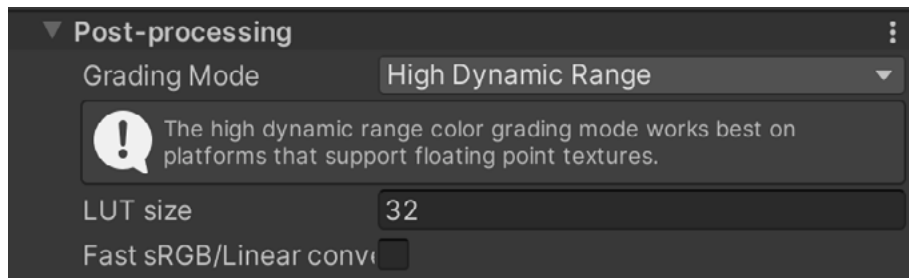 Post-processing
Grading Mode High Dynamic Range
The high dynamic range color grading mode works best on
platforms that support floating point textures.
LUT size 32
Fast sRGB/Linear conv